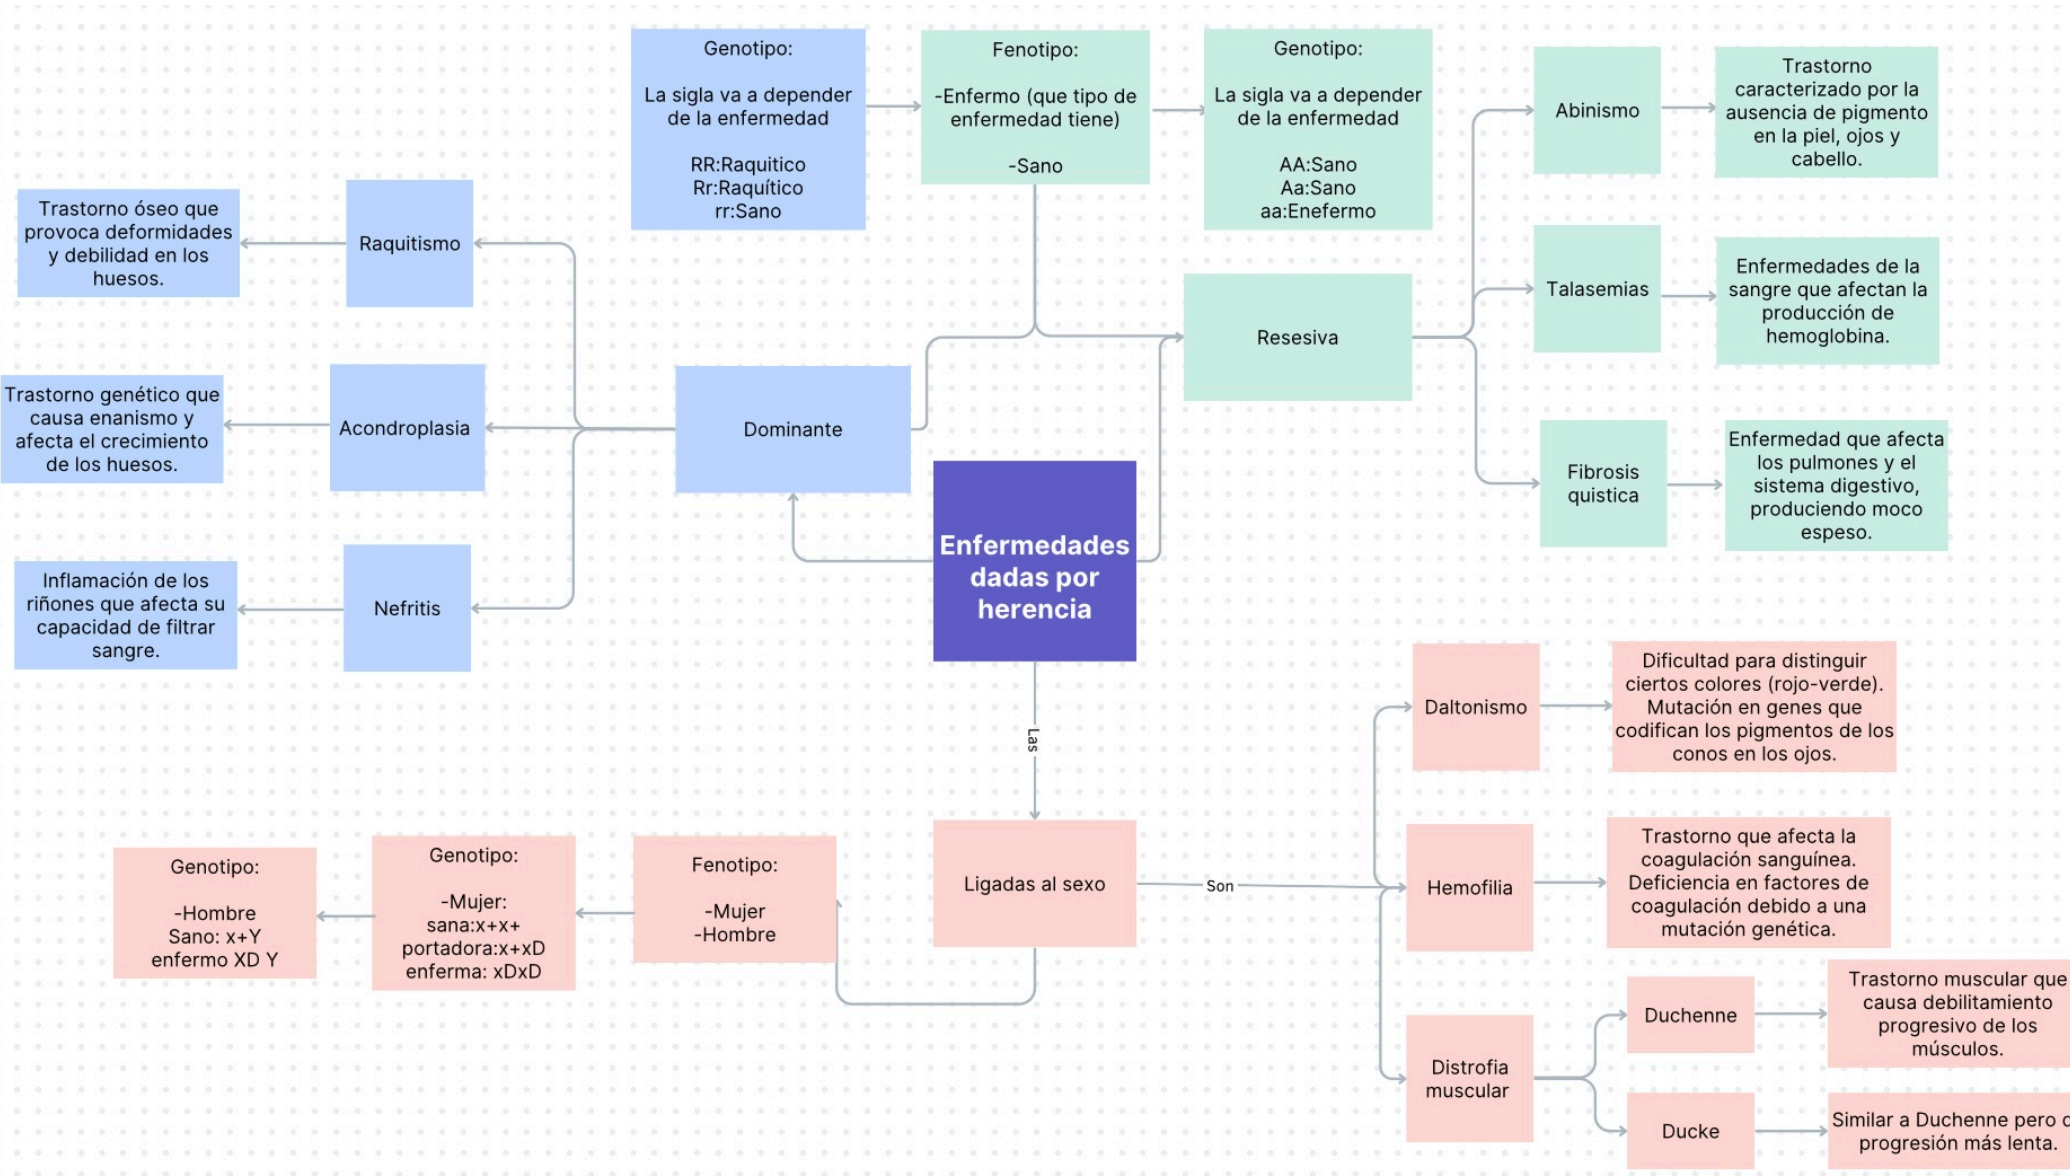 Genotipo:
La sigla va a depender
de la enfermedad
RR:Raquitico
Rr:Raquítico
rr:Sano
Fenotipo:
-Enfermo (que tipo de
enfermedad tiene)
-Sano
Genotipo:
La sigla va a depender
de la enfermedad
AA:Sano
Aa:Sano
aa:Enefermo
Abinismo
Trastorno
caracterizado por la
ausencia de pigmento
en la piel, ojos y
cabello.
Trastorno óseo que
provoca deformidades
y debilidad en los
huesos.
Raquitismo
Talasemias
Enfermedades de la
sangre que afectan la
producción de
hemoglobina.
Resesiva
Trastorno genético que
causa enanismo y
afecta el crecimiento
de los huesos.
Acondroplasia
Dominante
Fibrosis
quistica
Enfermedad que afecta
los pulmones y el
sistema digestivo,
produciendo moco
espeso.
Enfermedades
dadas por
herencia
Inflamación de los
riñones que afecta su
capacidad de filtrar
sangre.
Nefritis
Las
Daltonismo
Dificultad para distinguir
ciertos colores (rojo-verde).
Mutación en genes que
codifican los pigmentos de los
conos en los ojos.
Genotipo:
-Hombre
Sano: x+Y
enfermo XD Y
Genotipo:
-Mujer:
sana:x+x+
portadora:x+xD
enferma: xDxD
Fenotipo:
-Mujer
-Hombre
Ligadas al sexo
Son
Hemofilia
Trastorno que afecta la
coagulación sanguínea.
Deficiencia en factores de
coagulación debido a una
mutación genética.
Distrofia
muscular
Duchenne
Trastorno muscular que
causa debilitamiento
progresivo de los
músculos.
Ducke
Similar a Duchenne pero
progresión más lenta.